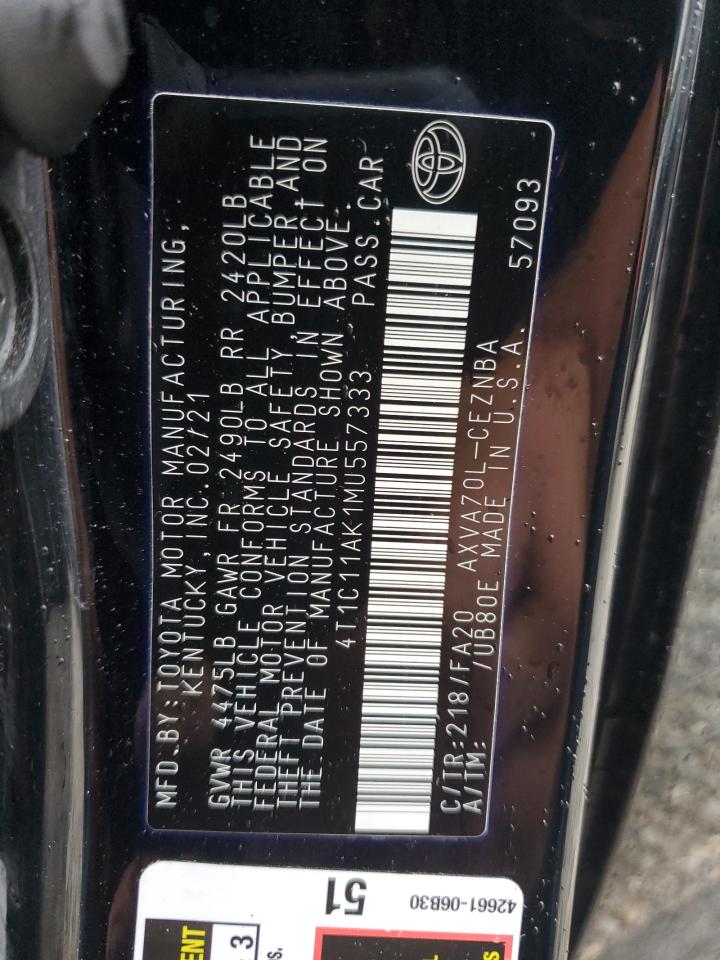 MFD.BY:TOYOTA MOTOR MANUFACTURING,
KENTUCKY,INC.02/21
GVWR 4475LB GAWR FR 2490LB RR 2420LB
THIS VEHICLE CONFORMS TO ALL APPLICABLE
FEDERAL MOTOR VEHICLE SAFETY, BUMPER,AND
THEFT PREVENTION STANDARDS IN EFFECT ON
THE DATE OF MANUFACTURE SHOWN ABOVE.
4T1C11AK1MU557333 PASS.CAR
C/TR:218/FA20 AXVA70L-CEZNBA
A/TM: /UB80E MADE IN U.S.A.
57093
51
42661-06B30
3